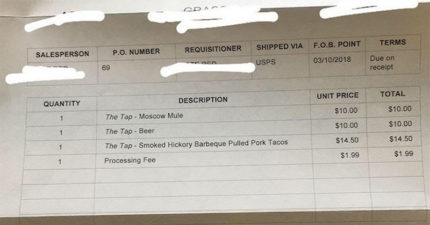 SALESPERSON P.O. NUMBER REQUISITIONER SHIPPED VIA F.O.B. POINT TERMS
69 USPS 03/10/2018 Due on
receipt
QUANTITY DESCRIPTION UNIT PRICE TOTAL
1 The Tap - Moscow Mule $10.00 $10.00
1 The Tap - Beer $10.00 $10.00
1 The Tap - Smoked Hickory Barbeque Pulled Pork Tacos $14.50 $14.50
1 Processing Fee $1.99 $1.99